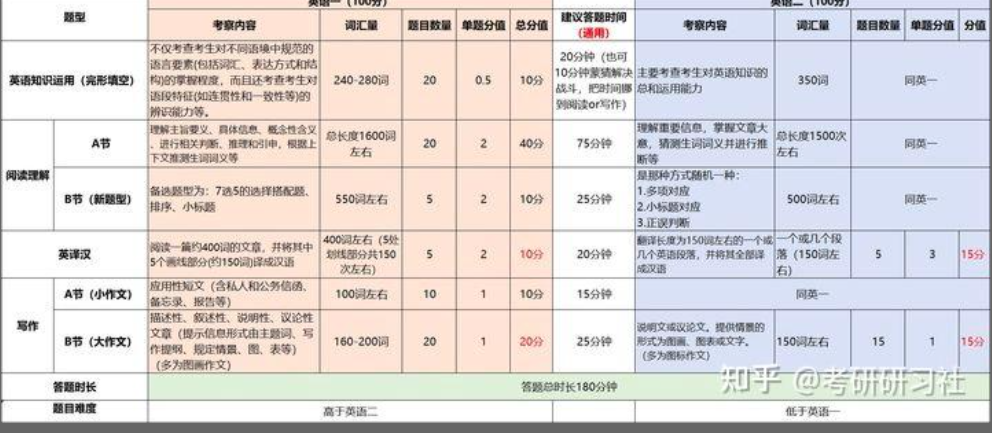 英语一（100分）
英语二（100分）
题型
考察内容
词汇量
题目数量
单题分值
总分值
建议答题时间
（通用）
考察内容
词汇量
题目数量
单题分值
分值
英语知识运用（完形填空）
不仅考查考生对不同语境中规范的
语言要素(包括词汇、表达方式和结
构)的掌握程度，而且还考查考生对
语段特征(如连贯性和一致性等)的
辨识能力等。
240-280词
20
0.5
10分
20分钟（也可
10分钟蒙猜解决
战斗，把时间挪
到阅读or写作）
主要考查考生对英语知识的
总和运用能力
350词
同英一
阅读理解
A节
理解主旨要义、具体信息、概念性含义
、进行相关判断、推理和引申，根据上
下文推测生词词义等
总长度1600词
左右
20
2
40分
75分钟
理解重要信息，掌握文章大
意，猜测生词词义并进行推
断等
总长度1500次
左右
同英一
B节（新题型）
备选题型为：7选5的选择搭配题、
排序、小标题
550词左右
5
2
10分
25分钟
是那种方式随机一种：
1.多项对应
2.小标题对应
3.正误判断
500词左右
同英一
英译汉
阅读一篇约400词的文章，并将其中
5个画线部分(约150词)译成汉语
400词左右（5处
划线部分共150
次左右）
5
2
10分
20分钟
翻译长度为150词左右的一个或
几个英语段落，并将其全部译
成汉语
一个或几个段
落（150词左
右）
5
3
15分
写作
A节（小作文）
应用性短文（含私人和公务信函、
备忘录、报告等）
100词左右
10
1
10分
15分钟
同英一
B节（大作文）
描述性、叙述性、说明性、议论性
文章（提示信息形式由主题词、写
作提纲、规定情景、图、表等）
（多为图画作文）
160-200词
20
1
20分
25分钟
说明文或议论文。提供情景的
形式为图画、图表或文字。
（多为图标作文）
150词左右
15
1
15分
答题时长
答题总时长180分钟
题目难度
高于英语二
低于英语一
知乎 @考研研习社